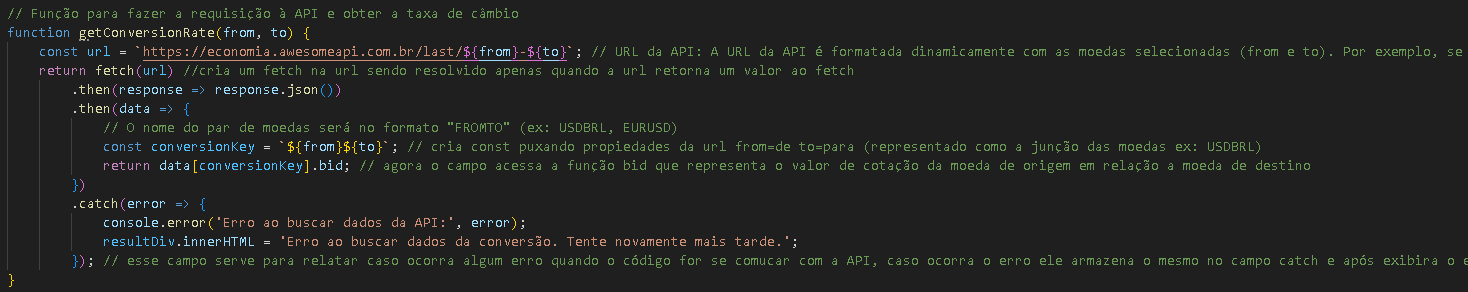 // Função para fazer a requisição à API e obter a taxa de câmbio
function getConversionRate(from, to) {
    const url = `https://economia.awesomeapi.com.br/last/${from}-${to}`; // URL da API: A URL da API é formatada dinamicamente com as moedas selecionadas (from e to). Por exemplo, se
    return fetch(url) //cria um fetch na url sendo resolvido apenas quando a url retorna um valor ao fetch
        .then(response => response.json())
        .then(data => {
            // O nome do par de moedas será no formato "FROMTO" (ex: USDBRL, EURUSD)
            const conversionKey = `${from}${to}`; // cria const puxando propiedades da url from=de to=para (representado como a junção das moedas ex: USDBRL)
            return data[conversionKey].bid; // agora o campo acessa a função bid que representa o valor de cotação da moeda de origem em relação a moeda de destino
        })
        .catch(error => {
            console.error('Erro ao buscar dados da API:', error);
            resultDiv.innerHTML = 'Erro ao buscar dados da conversão. Tente novamente mais tarde.';
        }); // esse campo serve para relatar caso ocorra algum erro quando o código for se comucar com a API, caso ocorra o erro ele armazena o mesmo no campo catch e após exibira o e
}